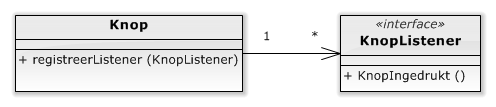 Knop
+ registreerListener (KnopListener)
1
*
«interface»
KnopListener
+ KnopIngedrukt ()